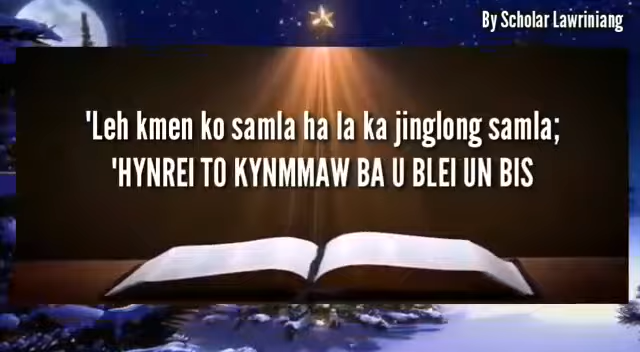 By Scholar Lawriniang
'Leh kmen ko samla ha la ka jinglong samla;
'HYNREI TO KYNMMAW BA U BLEI UN BIS